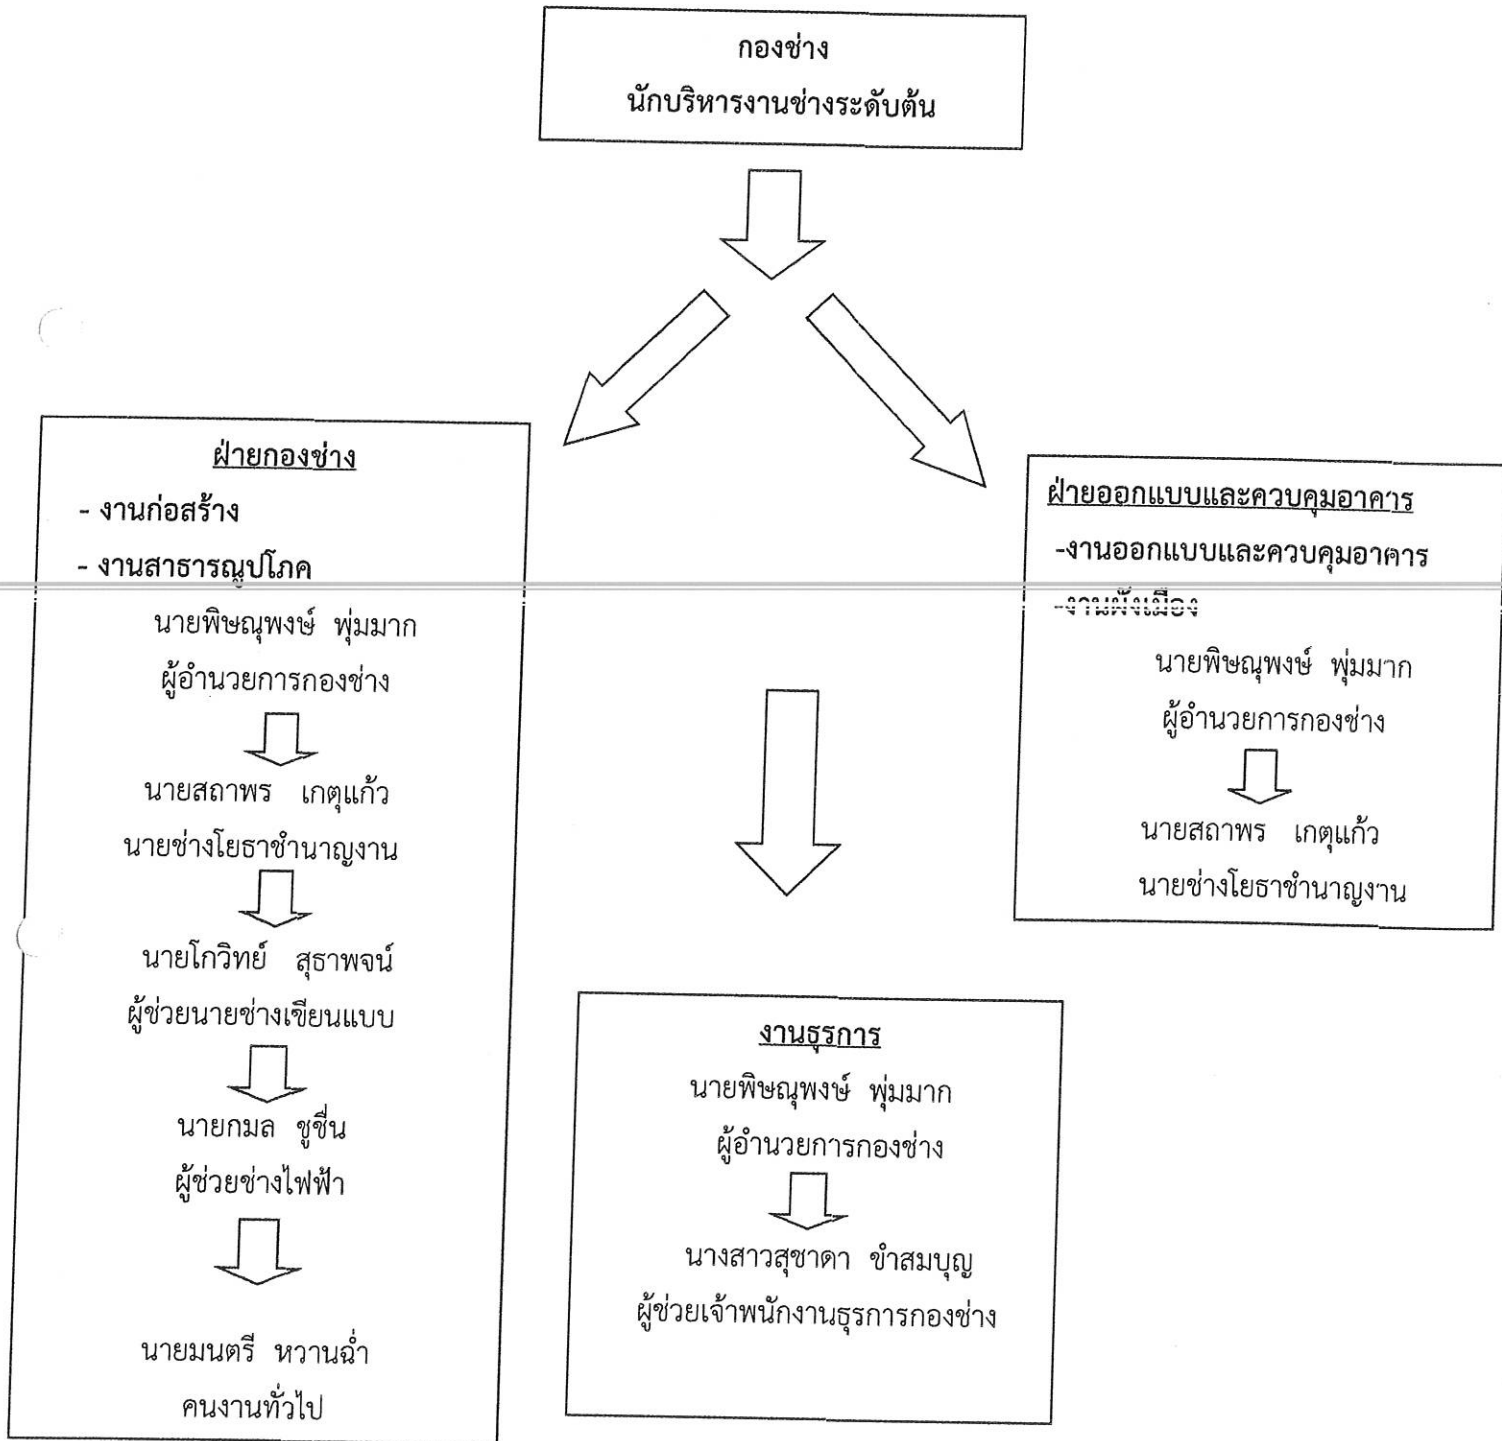 กองช่าง
นักบริหารงานช่างระดับต้น
ฝ่ายกองช่าง
- งานก่อสร้าง
- งานสาธารณูปโภค
นายพิษณุพงษ์ พุ่มมาก
ผู้อำนวยการกองช่าง
นายสถาพร เกตุแก้ว
นายช่างโยธาชำนาญงาน
นายโกวิทย์ สุธาพจน์
ผู้ช่วยนายช่างเขียนแบบ
นายกมล ชูชื่น
ผู้ช่วยช่างไฟฟ้า
นายมนตรี หวานฉ่ำ
คนงานทั่วไป
ฝ่ายออกแบบและควบคุมอาคาร
-งานออกแบบและควบคุมอาคาร
-งานผังเมือง
นายพิษณุพงษ์ พุ่มมาก
ผู้อำนวยการกองช่าง
นายสถาพร เกตุแก้ว
นายช่างโยธาชำนาญงาน
งานธุรการ
นายพิษณุพงษ์ พุ่มมาก
ผู้อำนวยการกองช่าง
นางสาวสุชาดา ขำสมบุญ
ผู้ช่วยเจ้าพนักงานธุรการกองช่าง